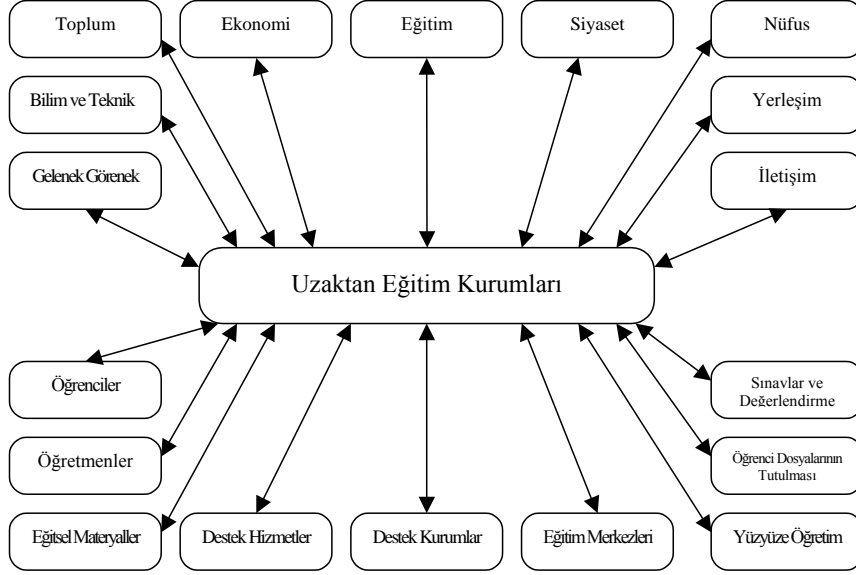 Toplum
Ekonomi
Eğitim
Siyaset
Nüfus
Bilim ve Teknik
Yerleşim
Gelenek Görenek
İletişim
Uzaktan Eğitim Kurumları
Öğrenciler
Sınavlar ve
Değerlendirme
Öğretmenler
Öğrenci Dosyalarının
Tutulması
Eğitsel Materyaller
Destek Hizmetler
Destek Kurumlar
Eğitim Merkezleri
Yüzyüze Öğretim